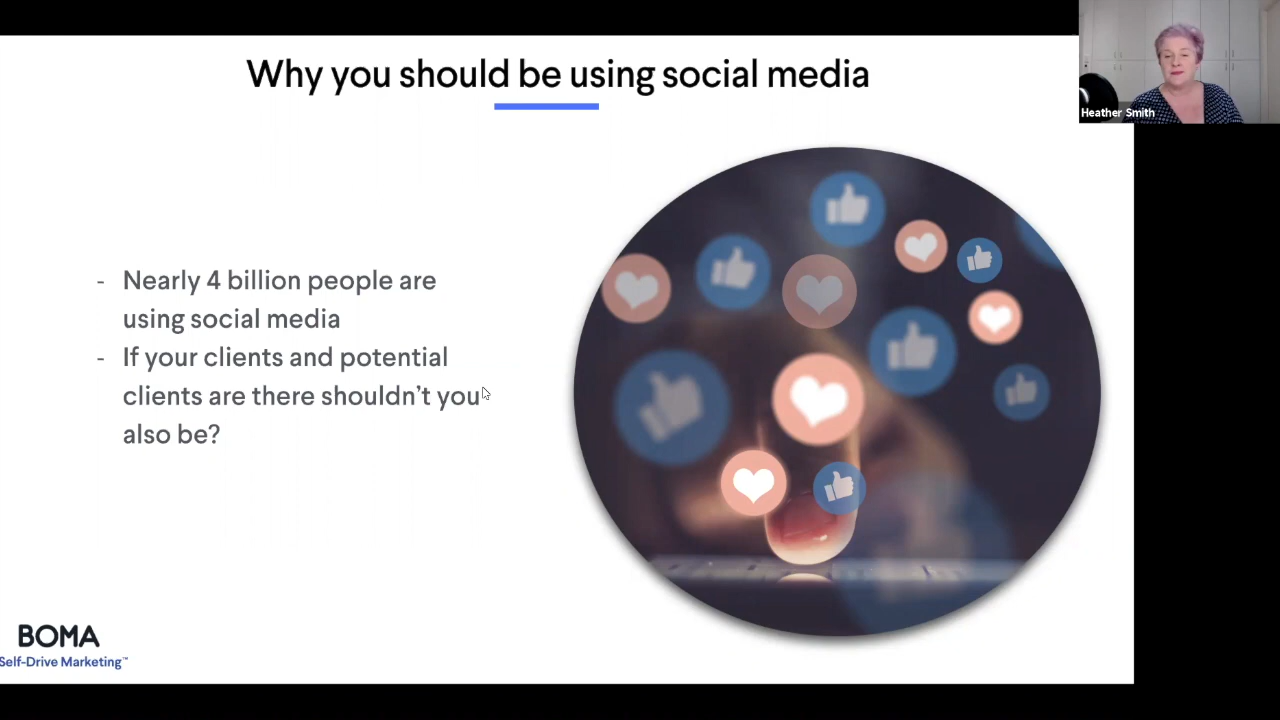 Why you should be using social media
Heather Smith
- Nearly 4 billion people are
using social media
- If your clients and potential
clients are there shouldn’t you
also be?
BOMA
Self-Drive Marketing™